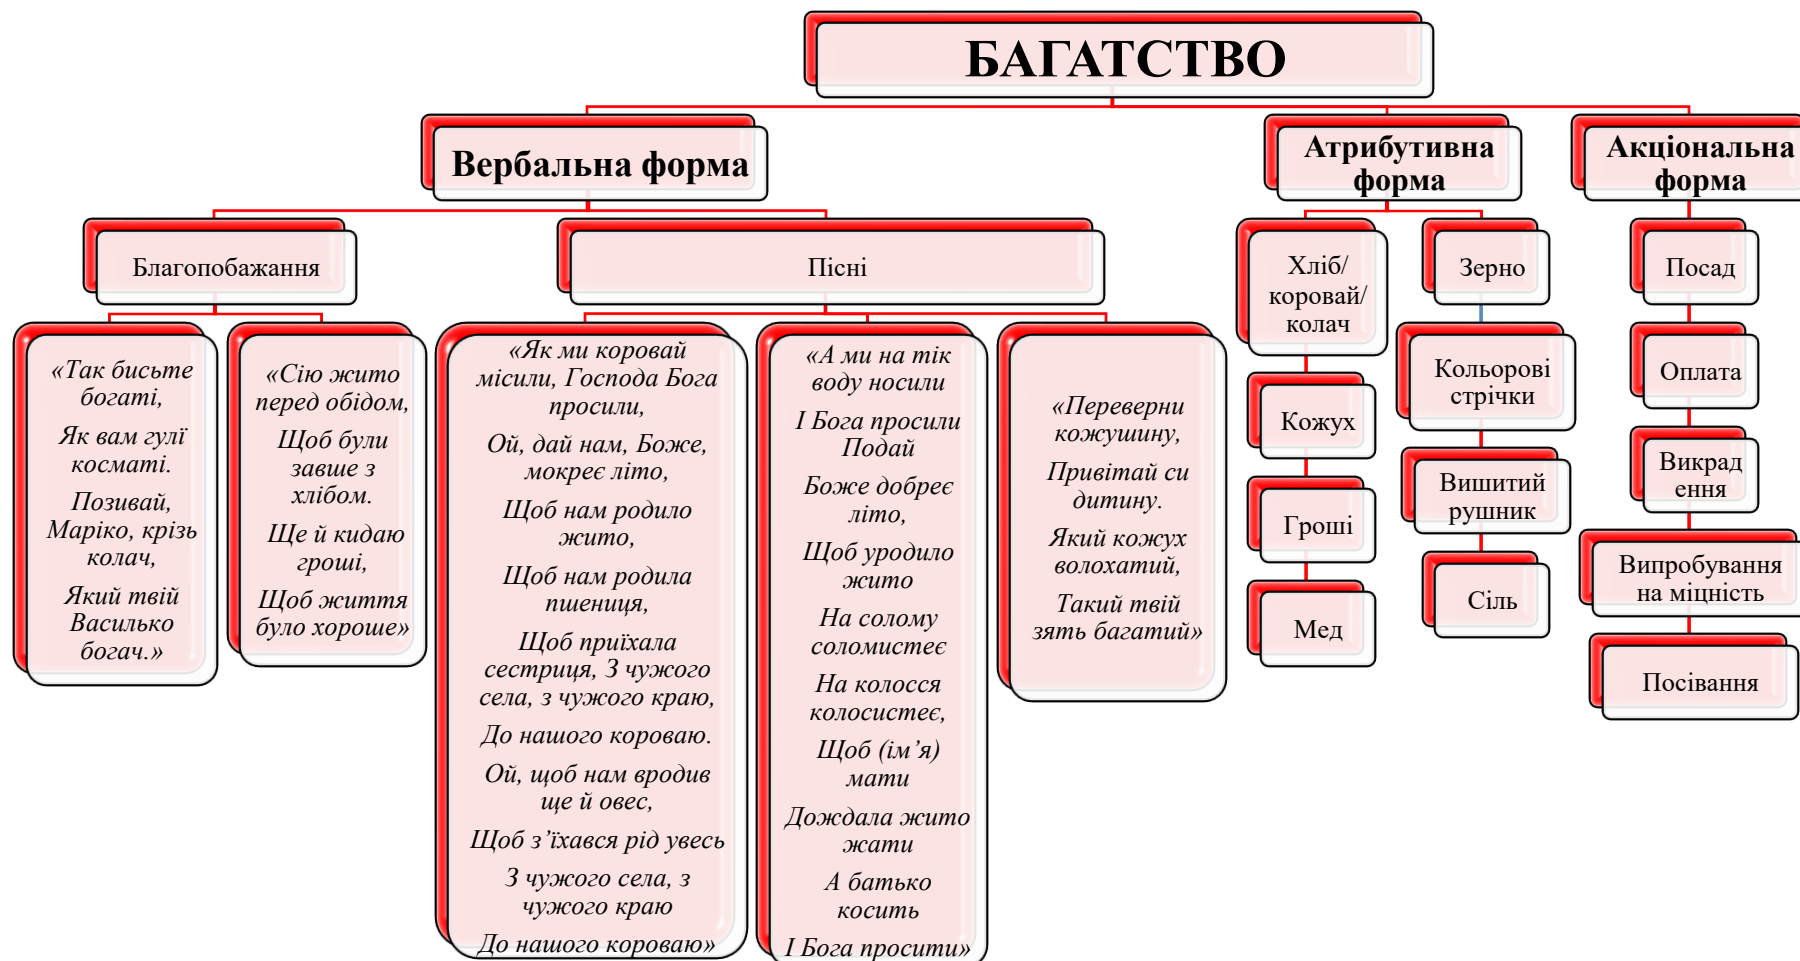 БАГАТСТВО
Вербальна форма
Атрибутивна
форма
Акціональна
форма
Благопобажання
Пісні
Хліб/
коровай/
колач
Зерно
Посад
«Так бисьте
богаті,
Як вам гулї
косматі.
Позивай,
Маріко, крізь
колач,
Який твій
Василько
богач.»
«Сію жито
перед обідом,
Щоб були
завше з
хлібом.
Ще й кидаю
гроші,
Щоб життя
було хороше»
«Як ми коровай
місили, Господа Бога
просили,
Ой, дай нам, Боже,
мокреє літо,
Щоб нам родило
жито,
Щоб нам родила
пшениця,
Щоб приїхала
сестриця, З чужого
села, з чужого краю,
До нашого короваю.
Ой, щоб нам вродив
ще й овес,
Щоб з’їхався рід увесь
З чужого села, з
чужого краю
До нашого короваю»
«А ми на тік
воду носили
І Бога просили
Подай
Боже добреє
літо,
Щоб уродило
жито
На солому
соломистеє
На колосся
колосистеє,
Щоб (ім’я)
мати
Дождала жито
жати
А батько
косить
І Бога просити»
«Переверни
кожушину,
Привітай си
дитину.
Який кожух
волохатий,
Такий твій
зять багатий»
Кожух
Гроші
Мед
Кольорові
стрічки
Вишитий
рушник
Сіль
Оплата
Викрад
ення
Випробування
на міцність
Посівання